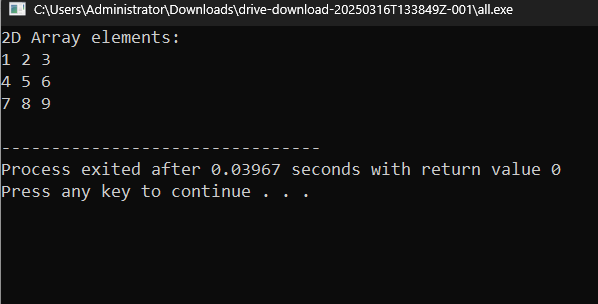 C:\Users\Administrator\Downloads\drive-download-20250316T133849Z-001\all.exe
2D Array elements:
1 2 3
4 5 6
7 8 9
--------------------------------
Process exited after 0.03967 seconds with return value 0
Press any key to continue . . .